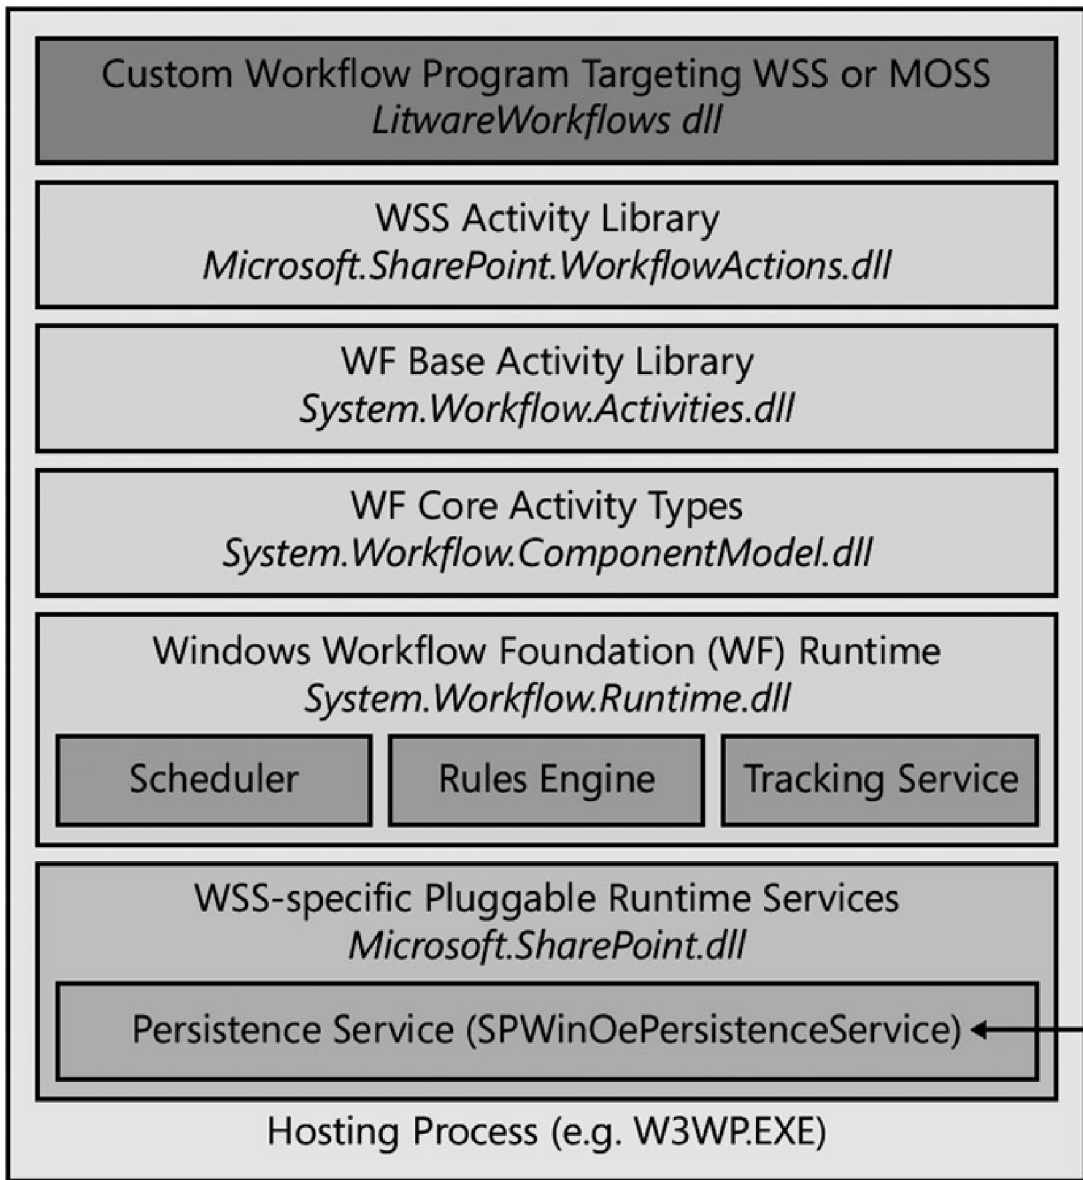 Custom Workflow Program Targeting WSS or MOSS
LitwareWorkflows dll
WSS Activity Library
Microsoft.SharePoint.WorkflowActions.dll
WF Base Activity Library
System.Workflow.Activities.dll
WF Core Activity Types
System.Workflow.ComponentModel.dll
Windows Workflow Foundation (WF) Runtime
System.Workflow.Runtime.dll
Scheduler
Rules Engine
Tracking Service
WSS-specific Pluggable Runtime Services
Microsoft.SharePoint.dll
Persistence Service (SPWinOePersistenceService)
Hosting Process (e.g. W3WP.EXE)